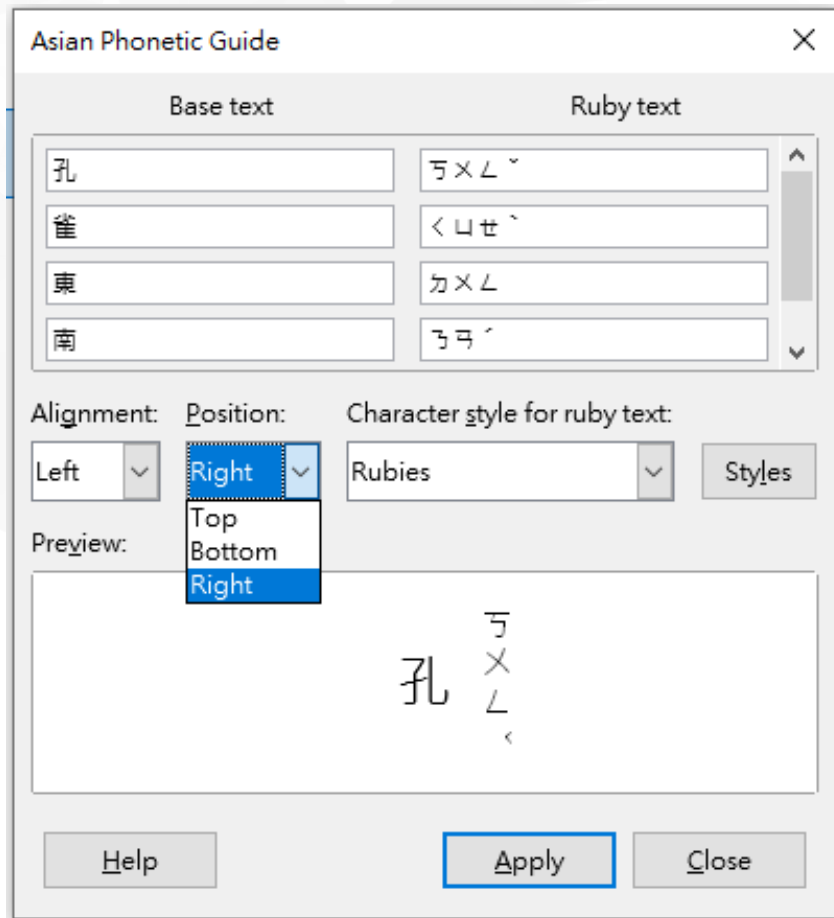 Asian Phonetic Guide
Base text Ruby text
孔 ㄎㄨㄥˇ
雀 ㄑㄩㄝˋ
東 ㄉㄨㄥ
南 ㄋㄢˊ
Alignment: Position: Character style for ruby text:
Left Right Rubies Styles
Top
Bottom
Right
Preview:
孔 ㄎㄨㄥˇ
Help Apply Close